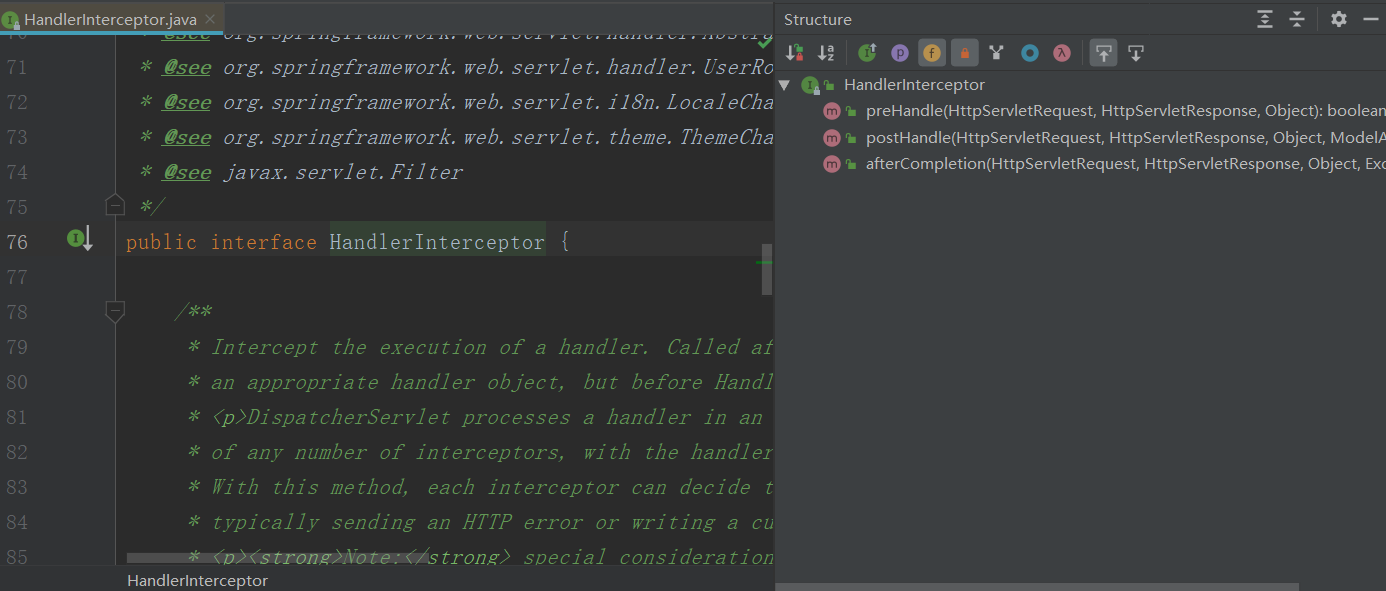 HandlerInterceptor.java
71 * @see org.springframework.web.servlet.handler.UserRo
72 * @see org.springframework.web.servlet.i18n.LocaleCha
73 * @see org.springframework.web.servlet.theme.ThemeCha
74 * @see javax.servlet.Filter
75 */
76 public interface HandlerInterceptor {
77
78 /**
79 * Intercept the execution of a handler. Called af
80 * an appropriate handler object, but before Handl
81 * <p>DispatcherServlet processes a handler in an
82 * of any number of interceptors, with the handler
83 * With this method, each interceptor can decide t
84 * typically sending an HTTP error or writing a cu
85 * <p><strong>Note:</strong> special consideration
HandlerInterceptor
Structure
HandlerInterceptor
preHandle(HttpServletRequest, HttpServletResponse, Object): boolean
postHandle(HttpServletRequest, HttpServletResponse, Object, ModelA
afterCompletion(HttpServletRequest, HttpServletResponse, Object, Exc